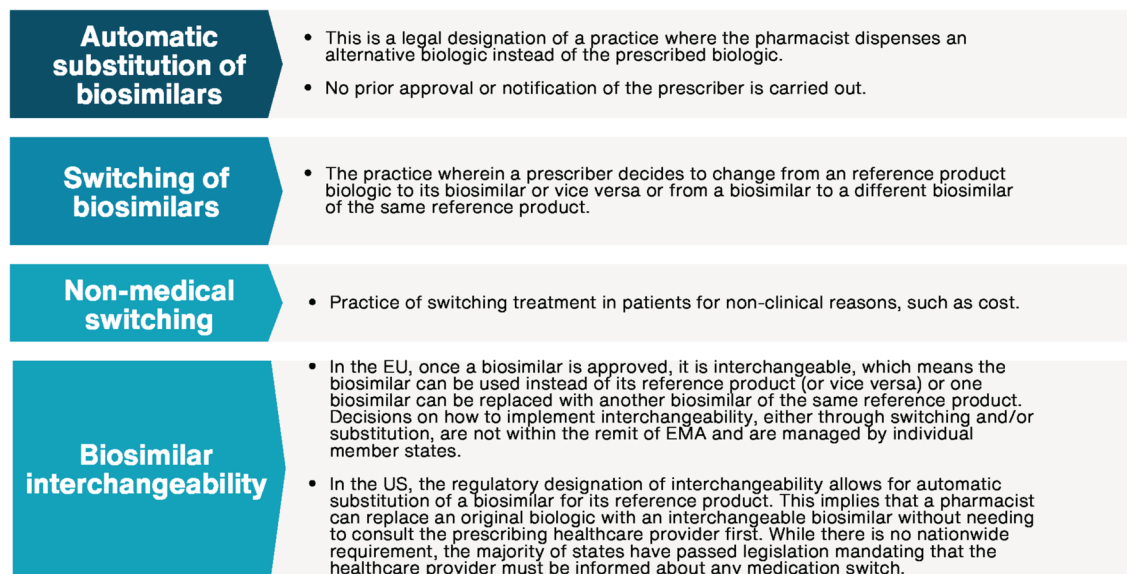 Automatic
substitution of
biosimilars
• This is a legal designation of a practice where the pharmacist dispenses an
alternative biologic instead of the prescribed biologic.
• No prior approval or notification of the prescriber is carried out.
Switching of
biosimilars
• The practice wherein a prescriber decides to change from an reference product
biologic to its biosimilar or vice versa or from a biosimilar to a different biosimilar
of the same reference product.
Non-medical
switching
• Practice of switching treatment in patients for non-clinical reasons, such as cost.
Biosimilar
interchangeability
• In the EU, once a biosimilar is approved, it is interchangeable, which means the
biosimilar can be used instead of its reference product (or vice versa) or one
biosimilar can be replaced with another biosimilar of the same reference product.
Decisions on how to implement interchangeability, either through switching and/or
substitution, are not within the remit of EMA and are managed by individual
member states.
• In the US, the regulatory designation of interchangeability allows for automatic
substitution of a biosimilar for its reference product. This implies that a pharmacist
can replace an original biologic with an interchangeable biosimilar without needing
to consult the prescribing healthcare provider first. While there is no nationwide
requirement, the majority of states have passed legislation mandating that the
healthcare provider must be informed about any medication switch.